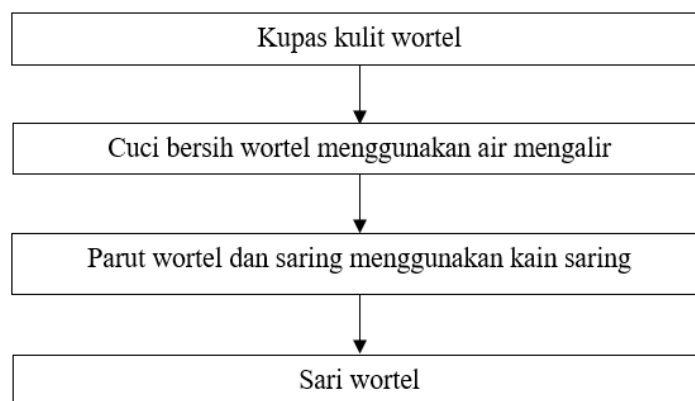 Kupas kulit wortel
Cuci bersih wortel menggunakan air mengalir
Parut wortel dan saring menggunakan kain saring
Sari wortel